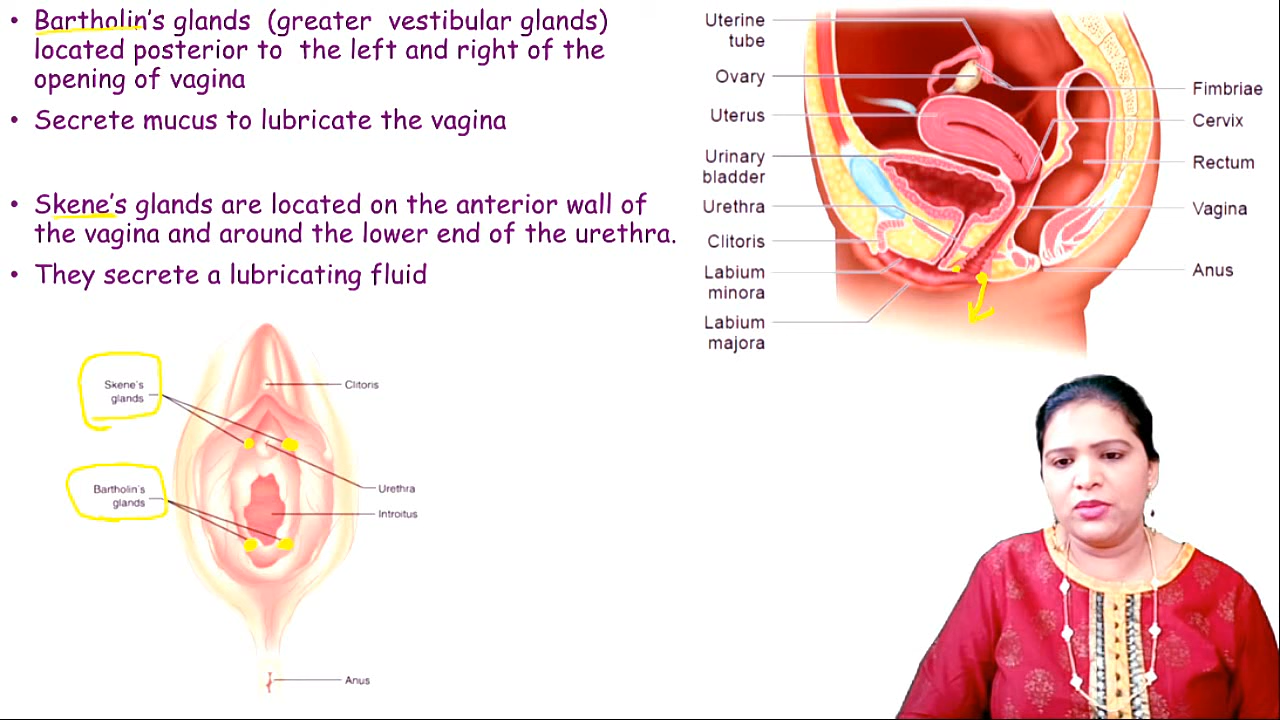 • Bartholin's glands (greater vestibular glands)
located posterior to the left and right of the
opening of vagina
• Secrete mucus to lubricate the vagina
• Skene's glands are located on the anterior wall of
the vagina and around the lower end of the urethra.
• They secrete a lubricating fluid
Uterine
tube
Ovary
Uterus
Urinary
bladder
Urethra
Clitoris
Labium
minora
Labium
majora
Fimbriae
Cervix
Rectum
Vagina
Anus
Skene's
glands
Bartholin's
glands
Clitoris
Urethra
Introitus
Anus